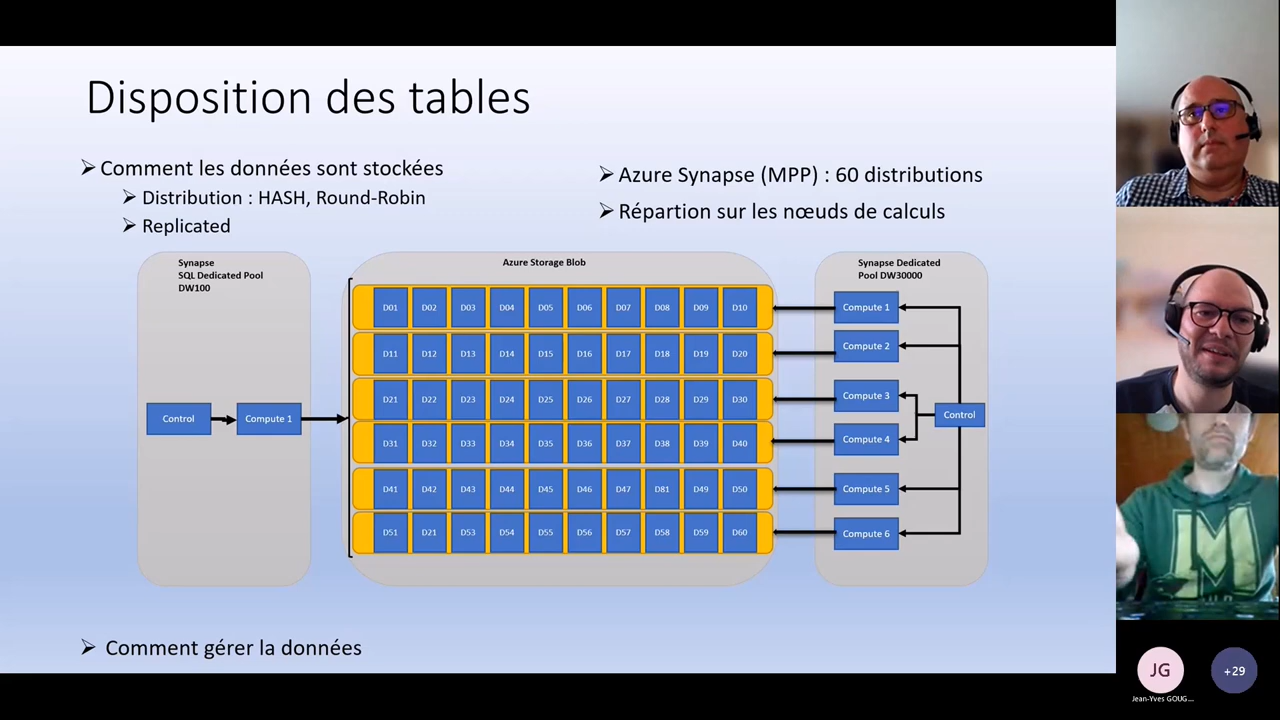 Disposition des tables
➢ Comment les données sont stockées
➢ Distribution : HASH, Round-Robin
➢ Replicated
➢ Azure Synapse (MPP) : 60 distributions
➢ Répartion sur les nœuds de calculs
Synapse
SQL Dedicated Pool
DW100
Control
Compute 1
Azure Storage Blob
D01 D02 D03 D04 D05 D06 D07 D08 D09 D10
D11 D12 D13 D14 D15 D16 D17 D18 D19 D20
D21 D22 D23 D24 D25 D26 D27 D28 D29 D30
D31 D32 D33 D34 D35 D36 D37 D38 D39 D40
D41 D42 D43 D44 D45 D46 D47 D81 D49 D50
D51 D21 D53 D54 D55 D56 D57 D58 D59 D60
Synapse Dedicated
Pool DW30000
Compute 1
Compute 2
Compute 3
Compute 4
Compute 5
Compute 6
Control
➢ Comment gérer la données
M
JG
Jean-Yves GOUG...
+29